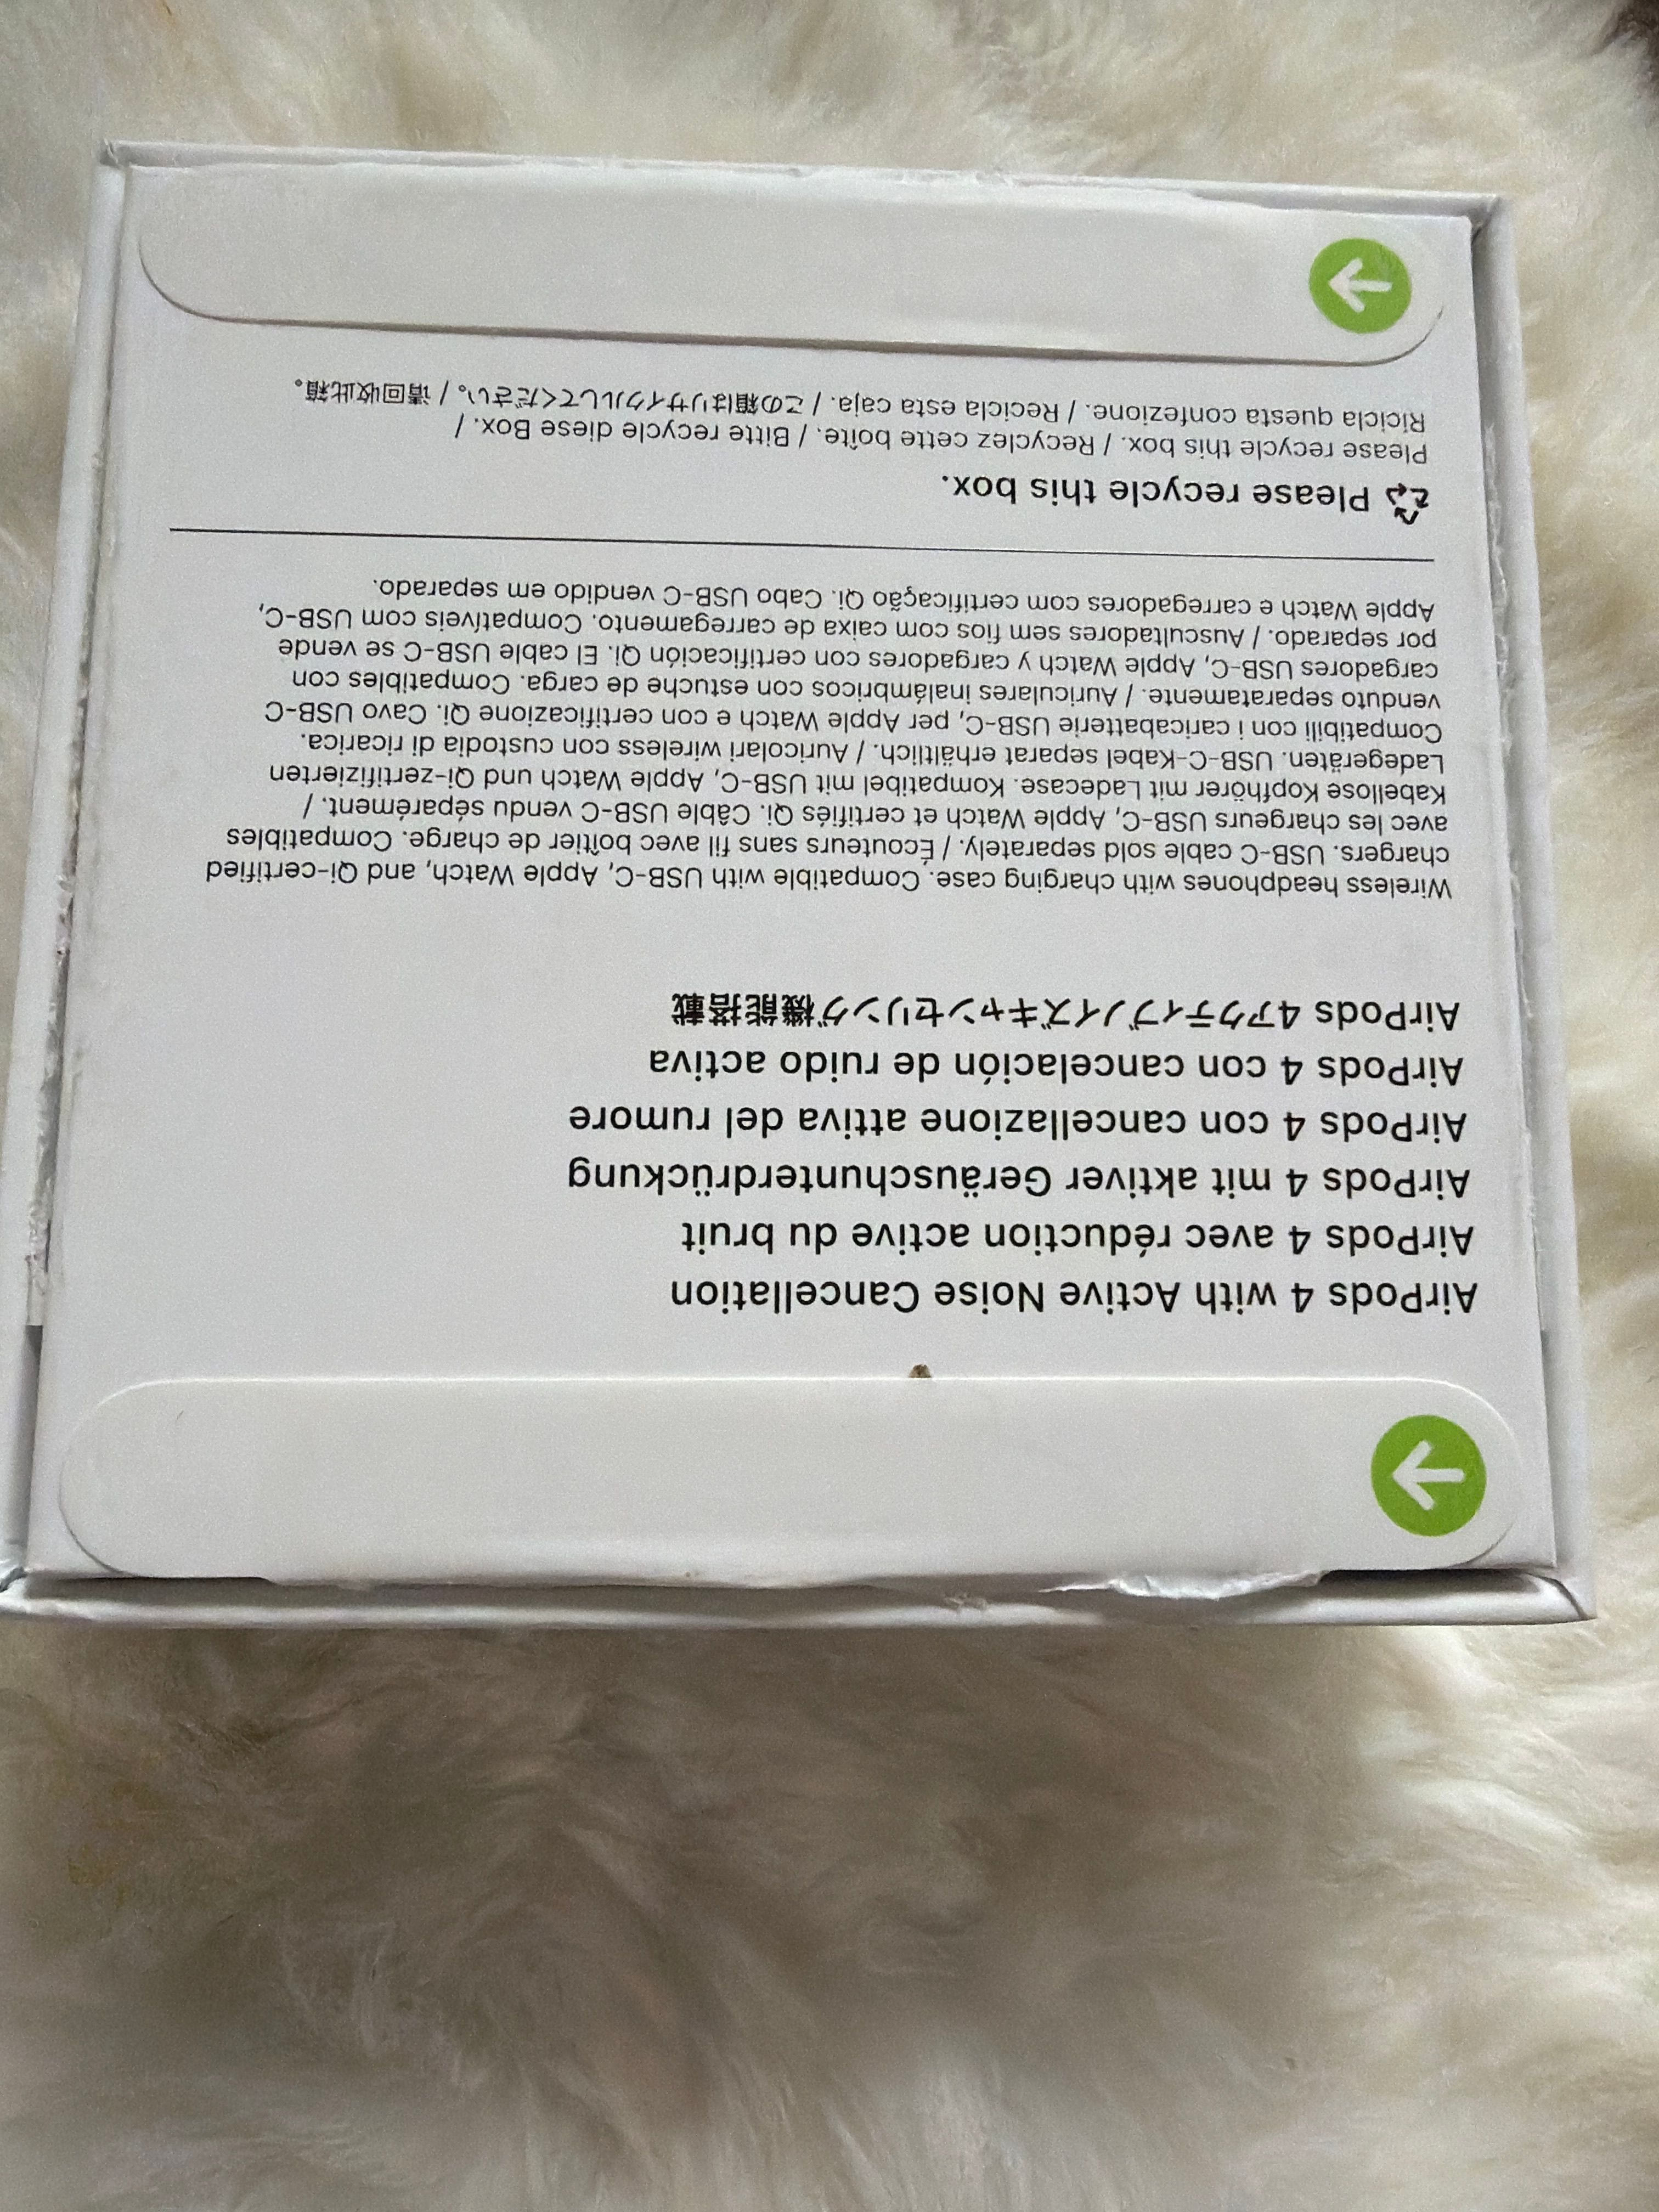 AirPods 4 with Active Noise Cancellation
AirPods 4 avec réduction active du bruit
AirPods 4 mit aktiver Geräuschunterdrückung
AirPods 4 con cancellazione attiva del rumore
AirPods 4 con cancelación de ruido activa
AirPods 4アクティブノイズキャンセリング機能搭載
Wireless headphones with charging case. Compatible with USB-C, Apple Watch, and Qi-certified
chargers. USB-C cable sold separately. / Écouteurs sans fil avec boîtier de charge. Compatibles
avec les chargeurs USB-C, Apple Watch et certifiés Qi. Câble USB-C vendu séparément. /
Kabellose Kopfhörer mit Ladecase. Kompatibel mit USB-C, Apple Watch und Qi-zertifizierten
Ladegeräten. USB-C-Kabel separat erhältlich. / Auricolari wireless con custodia di ricarica.
Compatibili con i caricabatterie USB-C, per Apple Watch e con certificazione Qi. Cavo USB-C
venduto separatamente. / Auriculares inalámbricos con estuche de carga. Compatibles con
cargadores USB-C, Apple Watch y cargadores con certificación Qi. El cable USB-C se vende
por separado. / Auscultadores sem fios com caixa de carregamento. Compatíveis com USB-C,
Apple Watch e carregadores com certificação Qi. Cabo USB-C vendido em separado.
Please recycle this box.
Please recycle this box. / Recyclez cette boîte. / Bitte recycle diese Box. /
Ricicla questa confezione. / Recicla esta caja. / この箱はリサイクルしてください。 / 请回收此箱。